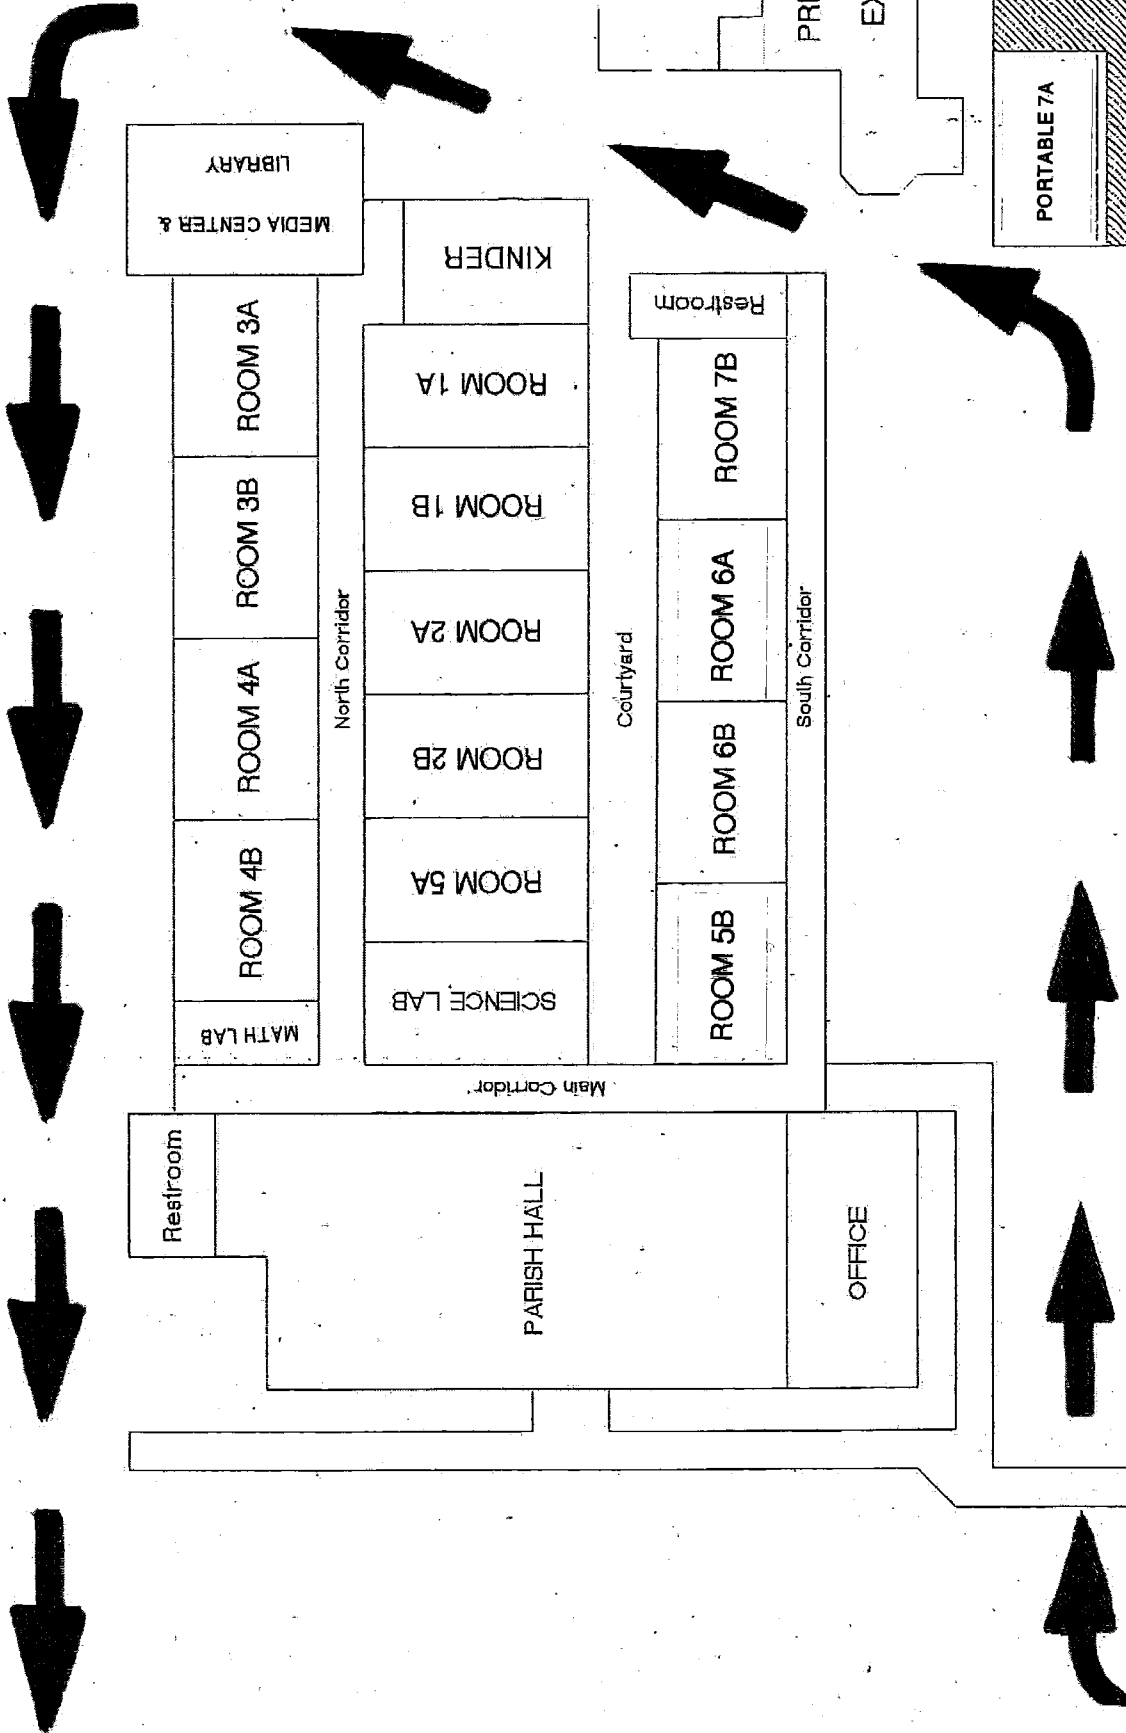 LIBRARY
MEDIA CENTER &
ROOM 3A
ROOM 3B
ROOM 4A
ROOM 4B
MATH LAB
North Corridor
KINDER
ROOM 1A
ROOM 1B
ROOM 2A
ROOM 2B
ROOM 5A
SCIENCE LAB
Courtyard
Restroom
ROOM 7B
ROOM 6A
ROOM 6B
ROOM 5B
South Corridor
Main Corridor
Restroom
PARISH HALL
OFFICE
PORTABLE 7A
PRE
EX